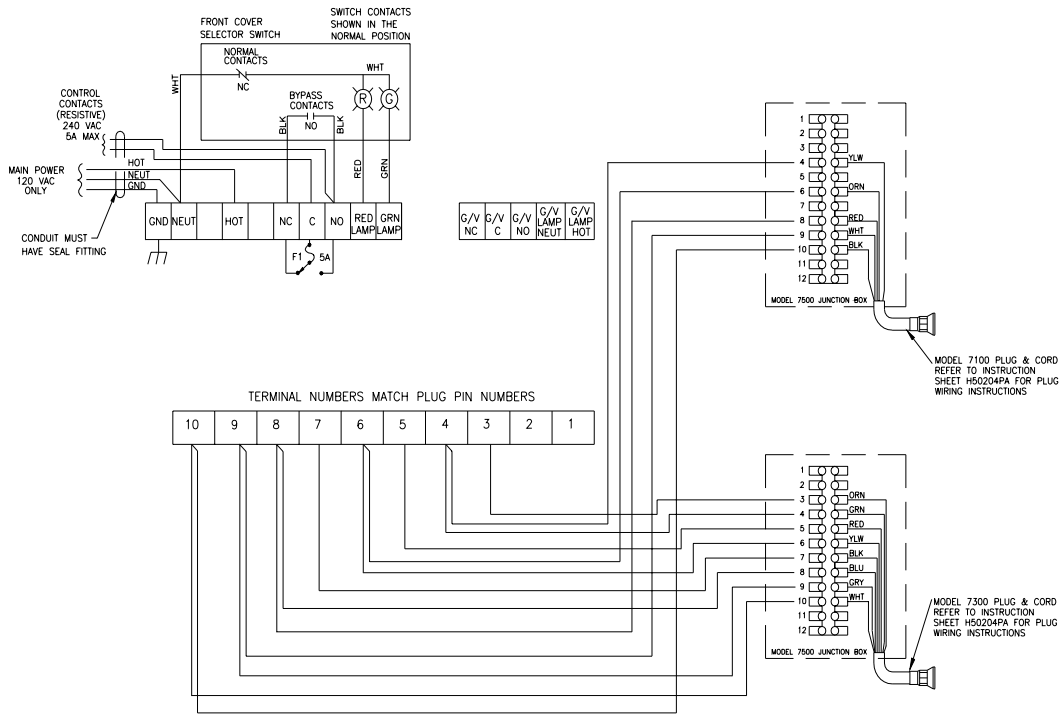 SWITCH CONTACTS
SHOWN IN THE
NORMAL POSITION
FRONT COVER
SELECTOR SWITCH
NORMAL
CONTACTS
NC
WHT
WHT
R
G
BYPASS
CONTACTS
NO
BLK
BLK
RED
GRN
CONTROL
CONTACTS
(RESISTIVE)
240 VAC
5A MAX
MAIN POWER
120 VAC
ONLY
HOT
NEUT
GND
CONDUIT MUST
HAVE SEAL FITTING
GND
NEUT
HOT
NC
C
NO
RED
LAMP
GRN
LAMP
F1
5A
G/V
NC
G/V
C
G/V
NO
G/V
LAMP
NEUT
G/V
LAMP
HOT
1
2
3
4
5
6
7
8
9
10
11
12
YLW
ORN
RED
WHT
BLK
MODEL 7500 JUNCTION BOX
MODEL 7100 PLUG & CORD
REFER TO INSTRUCTION
SHEET H50204PA FOR PLUG
WIRING INSTRUCTIONS
TERMINAL NUMBERS MATCH PLUG PIN NUMBERS
10 9 8 7 6 5 4 3 2 1
1
2
3
4
5
6
7
8
9
10
11
12
ORN
GRN
RED
YLW
BLK
BLU
GRY
WHT
MODEL 7500 JUNCTION BOX
MODEL 7300 PLUG & CORD
REFER TO INSTRUCTION
SHEET H50204PA FOR PLUG
WIRING INSTRUCTIONS